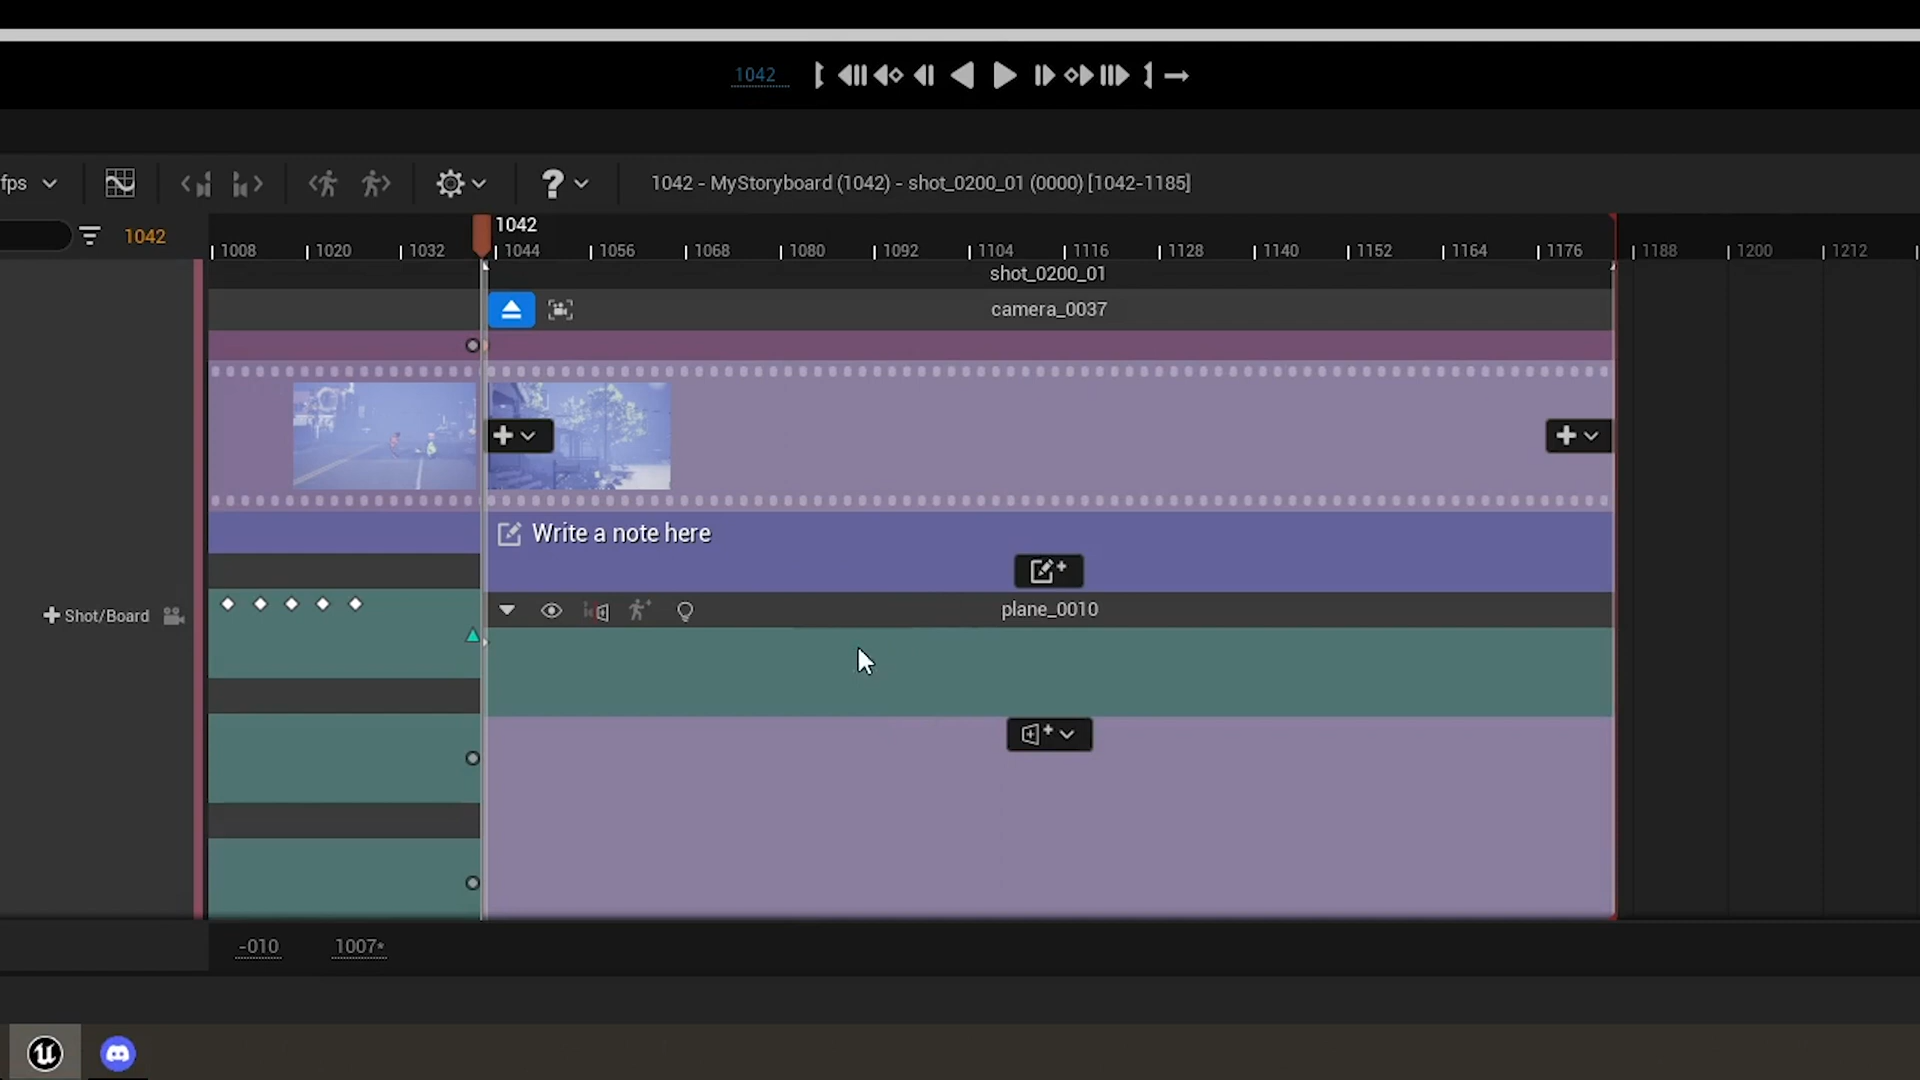 1042
fps
1042 - MyStoryboard (1042) - shot_0200_01 (0000) [1042-1185]
1042
1042
1008 1020 1032 1044 1056 1068 1080 1092 1104 1116 1128 1140 1152 1164 1176 1188 1200 1212
shot_0200_01
camera_0037
Write a note here
Shot/Board
plane_0010
-010 1007*